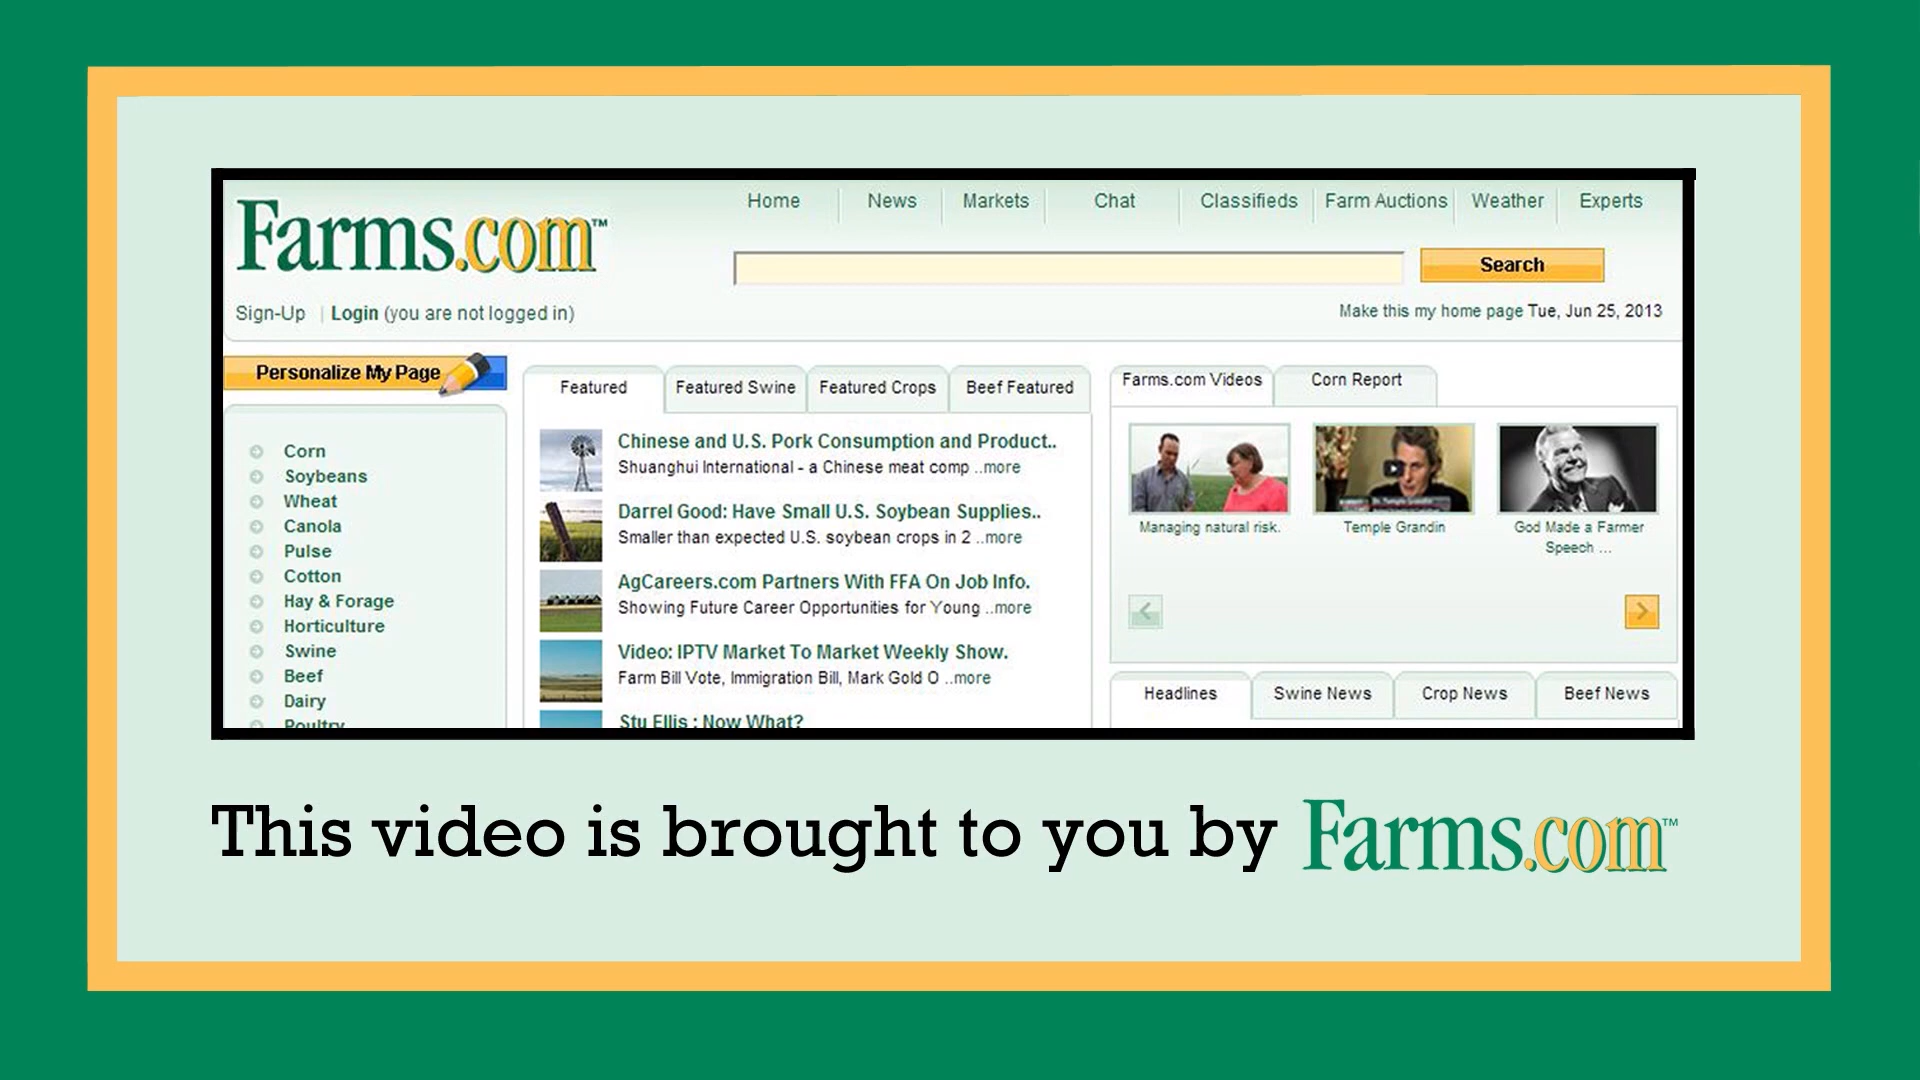 Farms.com™
Home News Markets Chat Classifieds Farm Auctions Weather Experts
Search
Sign-Up | Login (you are not logged in)
Make this my home page Tue, Jun 25, 2013
Personalize My Page
Corn
Soybeans
Wheat
Canola
Pulse
Cotton
Hay & Forage
Horticulture
Swine
Beef
Dairy
Poultry
Featured Featured Swine Featured Crops Beef Featured
Chinese and U.S. Pork Consumption and Product..
Shuanghui International - a Chinese meat comp ..more
Darrel Good: Have Small U.S. Soybean Supplies..
Smaller than expected U.S. soybean crops in 2 ..more
AgCareers.com Partners With FFA On Job Info.
Showing Future Career Opportunities for Young ..more
Video: IPTV Market To Market Weekly Show.
Farm Bill Vote, Immigration Bill, Mark Gold O ..more
Stu Ellis : Now What?
Farms.com Videos Corn Report
Managing natural risk.
Temple Grandin
God Made a Farmer
Speech ...
Headlines Swine News Crop News Beef News
This video is brought to you by Farms.com™